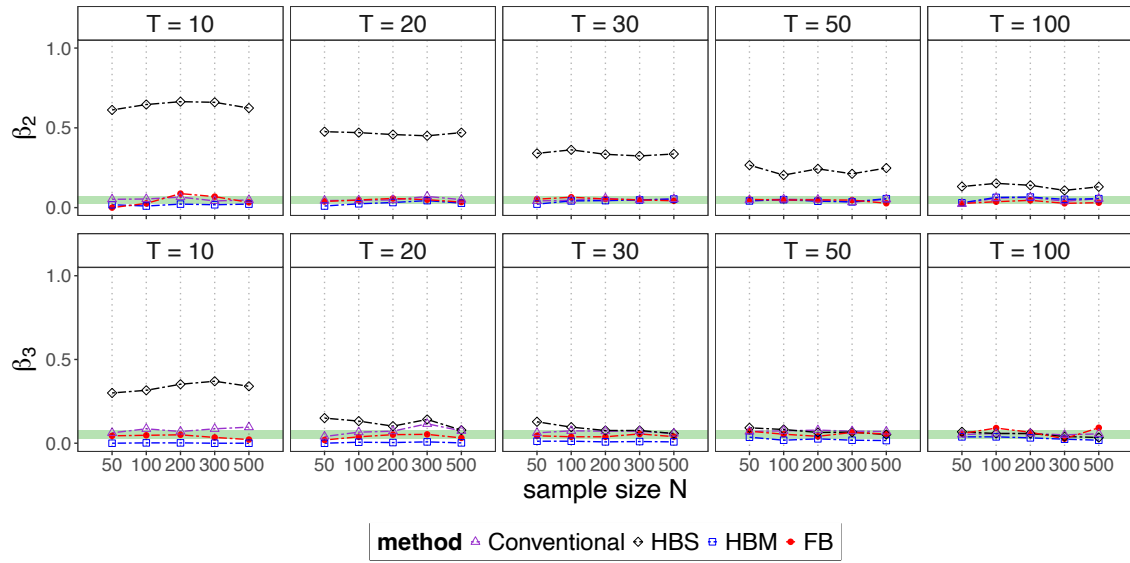 T = 10 T = 20 T = 30 T = 50 T = 100
1.0
0.5
0.0
β2
T = 10 T = 20 T = 30 T = 50 T = 100
1.0
0.5
0.0
β3
50 100 200 300 500 50 100 200 300 500 50 100 200 300 500 50 100 200 300 500 50 100 200 300 500
sample size N
method Conventional HBS HBM FB